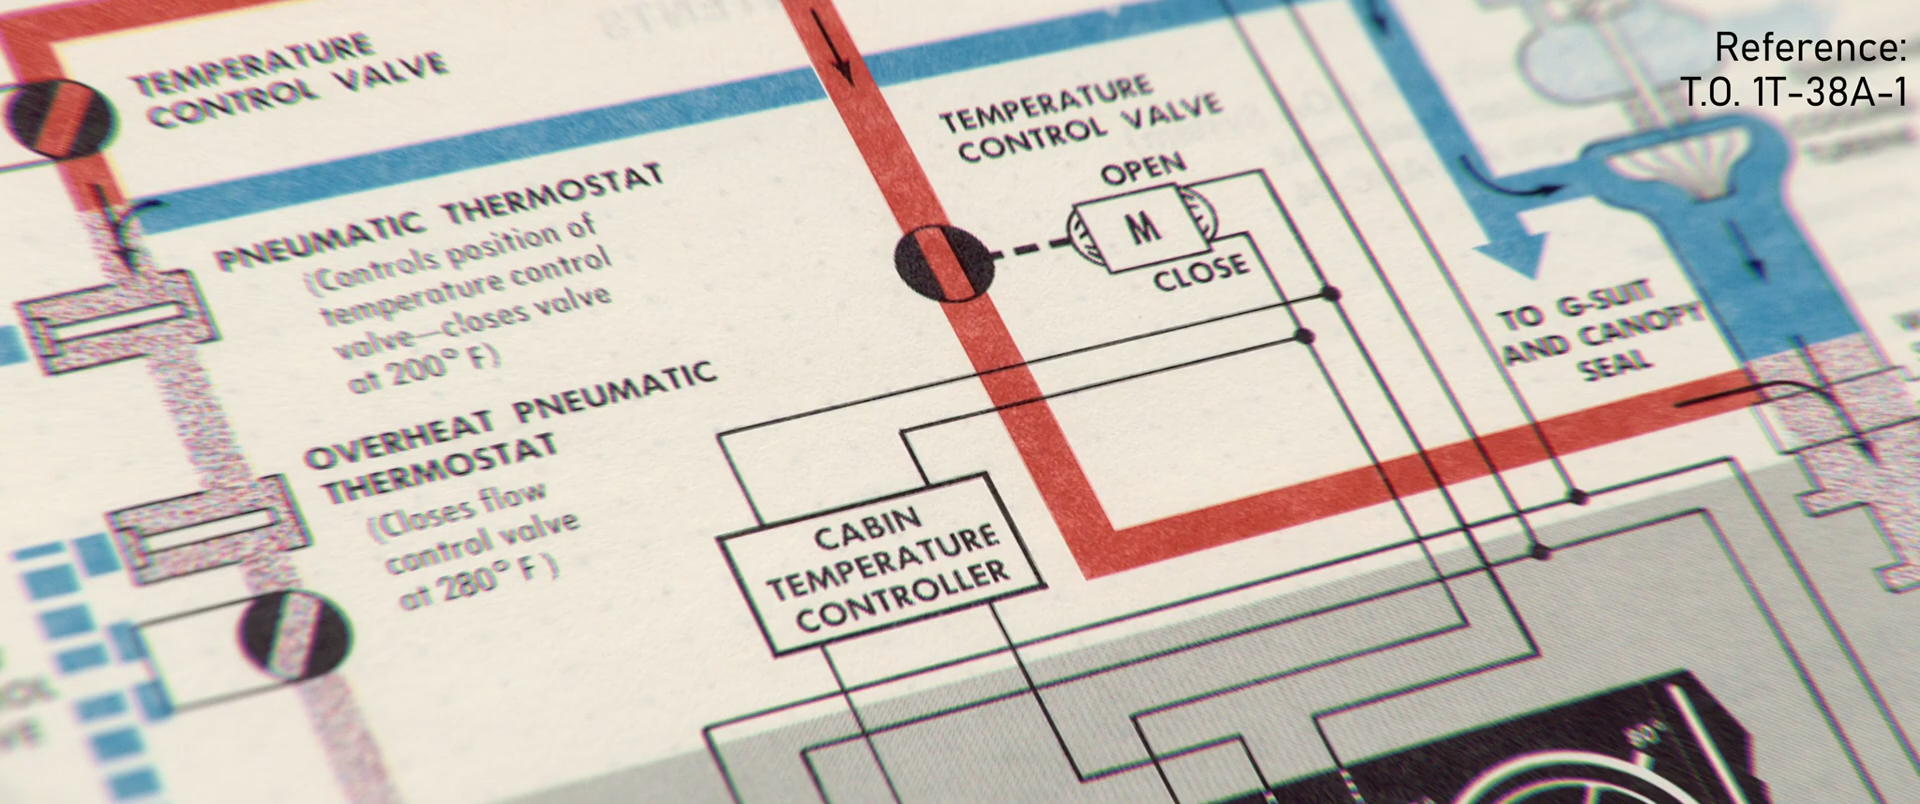 Reference:
T.O. 1T-38A-1
TEMPERATURE
CONTROL VALVE
TEMPERATURE
CONTROL VALVE
OPEN
M
CLOSE
PNEUMATIC THERMOSTAT
(Controls position of
temperature control
valve—closes valve
at 200° F)
TO G-SUIT
AND CANOPY
SEAL
OVERHEAT PNEUMATIC
THERMOSTAT
(Closes flow
control valve
at 280° F)
CABIN
TEMPERATURE
CONTROLLER
80°